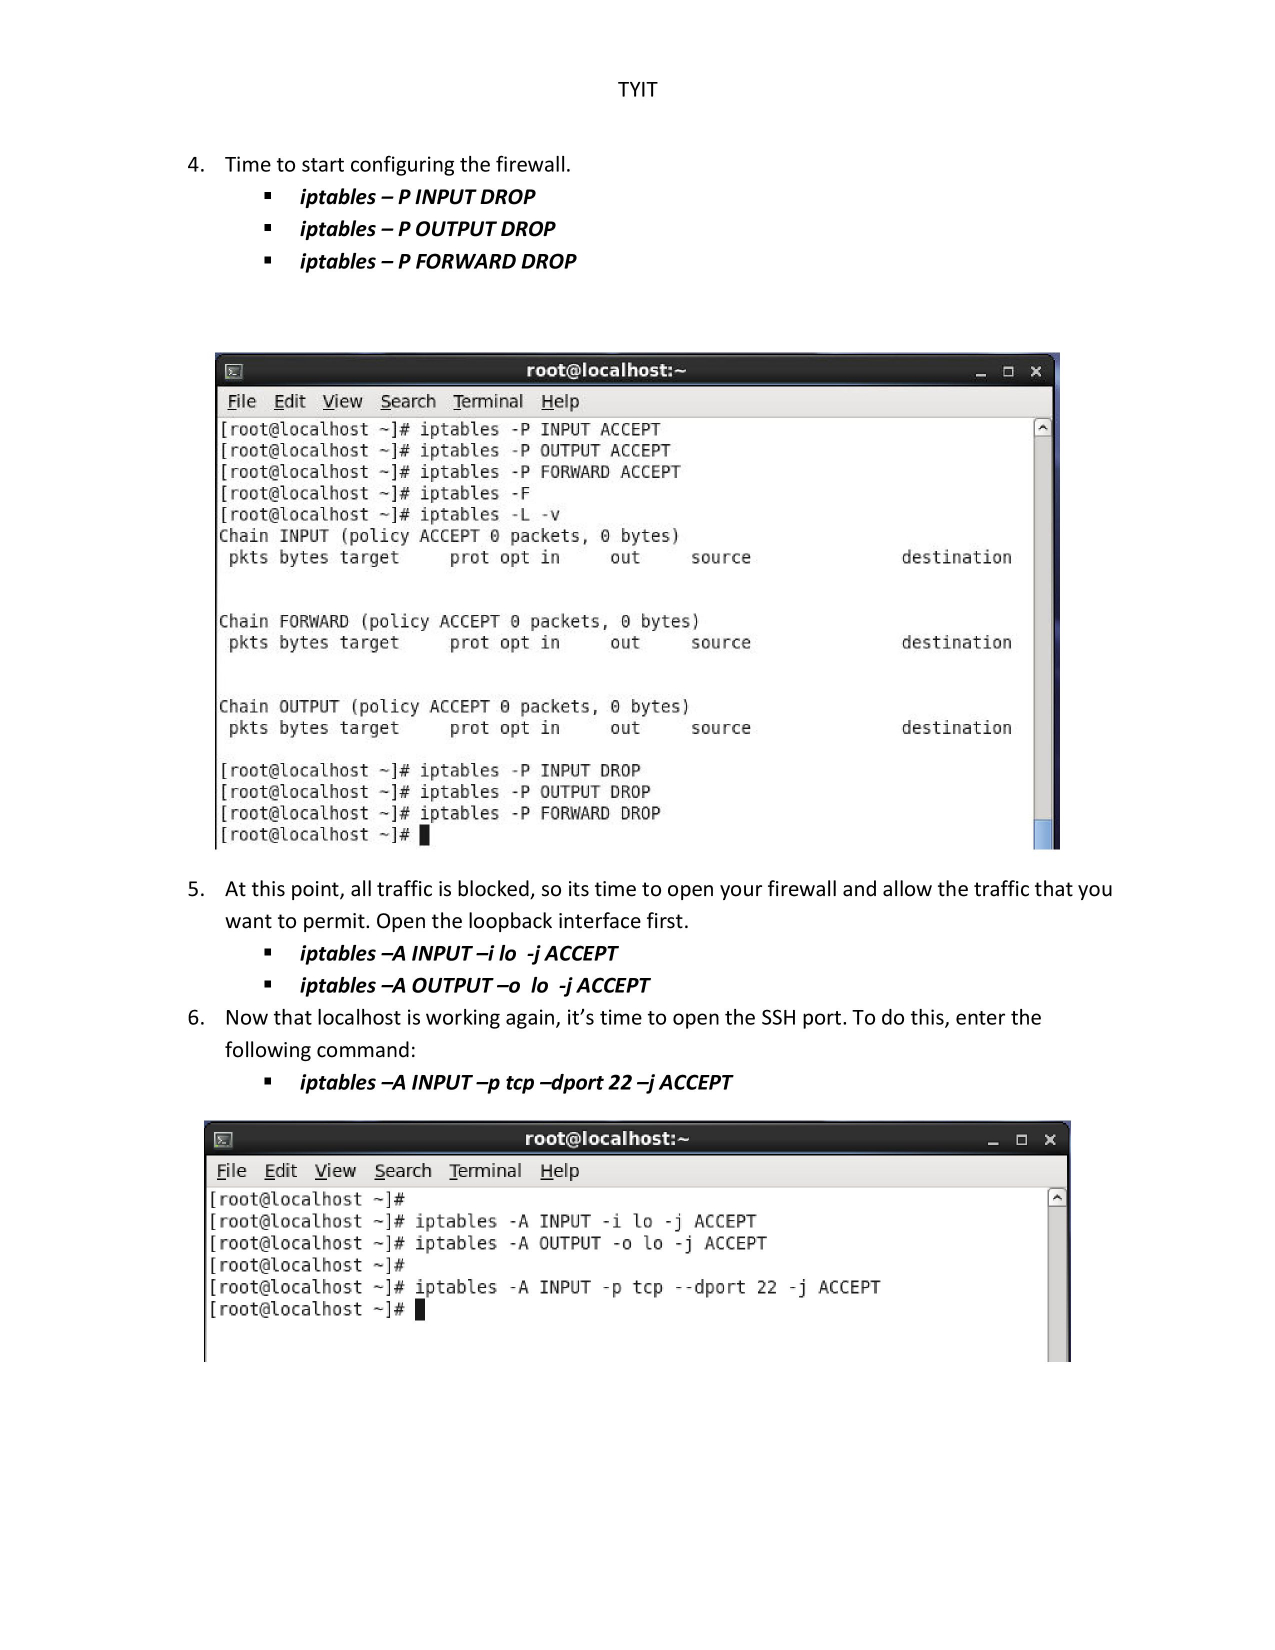 TYIT
4. Time to start configuring the firewall.
▪ iptables – P INPUT DROP
▪ iptables – P OUTPUT DROP
▪ iptables – P FORWARD DROP
root@localhost:~
File Edit View Search Terminal Help
[root@localhost ~]# iptables -P INPUT ACCEPT
[root@localhost ~]# iptables -P OUTPUT ACCEPT
[root@localhost ~]# iptables -P FORWARD ACCEPT
[root@localhost ~]# iptables -F
[root@localhost ~]# iptables -L -v
Chain INPUT (policy ACCEPT 0 packets, 0 bytes)
pkts bytes target prot opt in out source destination
Chain FORWARD (policy ACCEPT 0 packets, 0 bytes)
pkts bytes target prot opt in out source destination
Chain OUTPUT (policy ACCEPT 0 packets, 0 bytes)
pkts bytes target prot opt in out source destination
[root@localhost ~]# iptables -P INPUT DROP
[root@localhost ~]# iptables -P OUTPUT DROP
[root@localhost ~]# iptables -P FORWARD DROP
[root@localhost ~]#
5. At this point, all traffic is blocked, so its time to open your firewall and allow the traffic that you
want to permit. Open the loopback interface first.
▪ iptables –A INPUT –i lo -j ACCEPT
▪ iptables –A OUTPUT –o lo -j ACCEPT
6. Now that localhost is working again, it’s time to open the SSH port. To do this, enter the
following command:
▪ iptables –A INPUT –p tcp –dport 22 –j ACCEPT
root@localhost:~
File Edit View Search Terminal Help
[root@localhost ~]#
[root@localhost ~]# iptables -A INPUT -i lo -j ACCEPT
[root@localhost ~]# iptables -A OUTPUT -o lo -j ACCEPT
[root@localhost ~]#
[root@localhost ~]# iptables -A INPUT -p tcp --dport 22 -j ACCEPT
[root@localhost ~]#